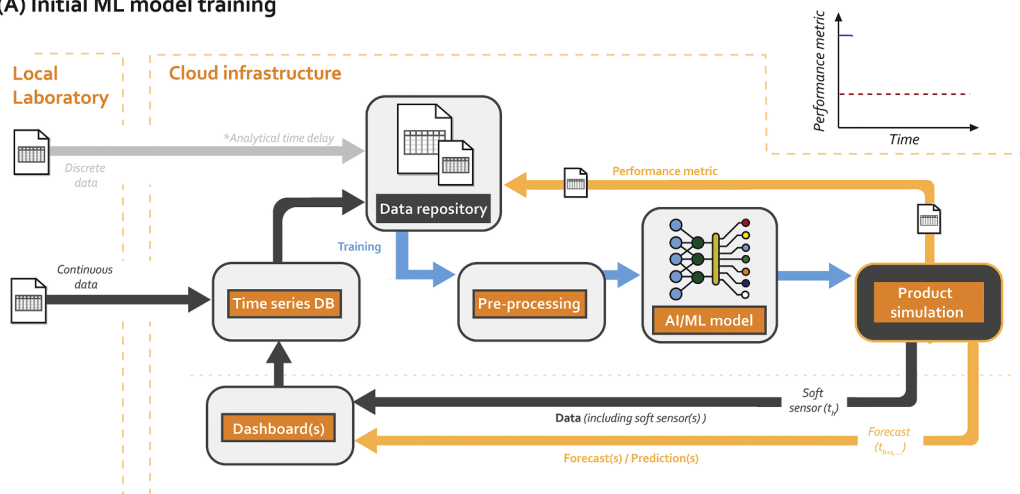 (A) Initial ML model training
Local
Laboratory
Cloud infrastructure
Performance metric
Time
*Analytical time delay
Discrete
data
Data repository
Performance metric
Training
Continuous
data
Time series DB
Pre-processing
AI/ML model
Product
simulation
Dashboard(s)
Data (including soft sensor(s) )
Soft
sensor (th)
Forecast(s) / Prediction(s)
Forecast
(th+s,...)